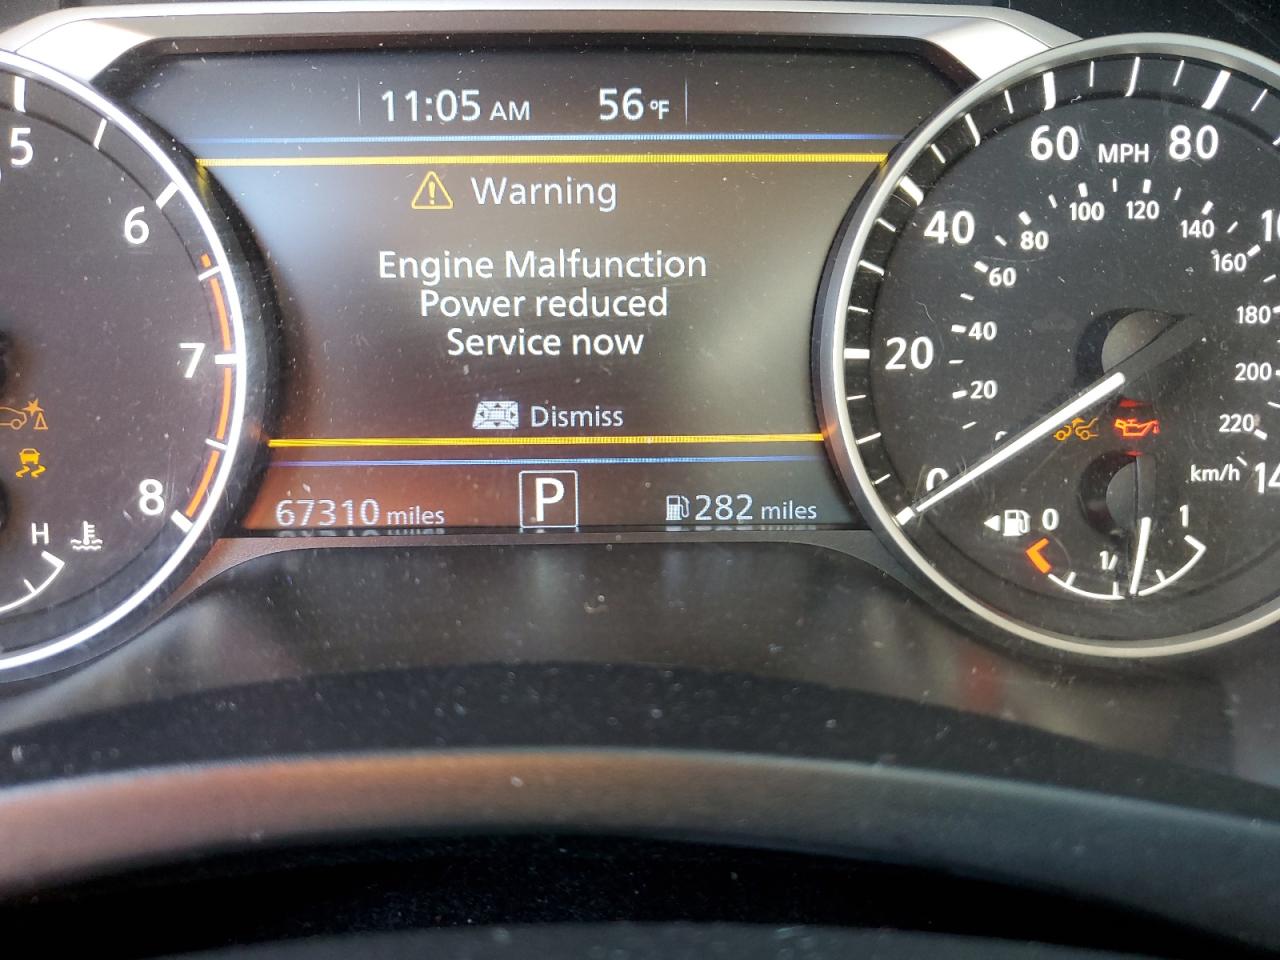 11:05 AM 56°F
Warning
Engine Malfunction
Power reduced
Service now
Dismiss
67310 miles P 282 miles
5
6
7
8
H
0
20
40
60
80
MPH
20
40
60
80
100
120
140
160
180
200
220
km/h
0
1